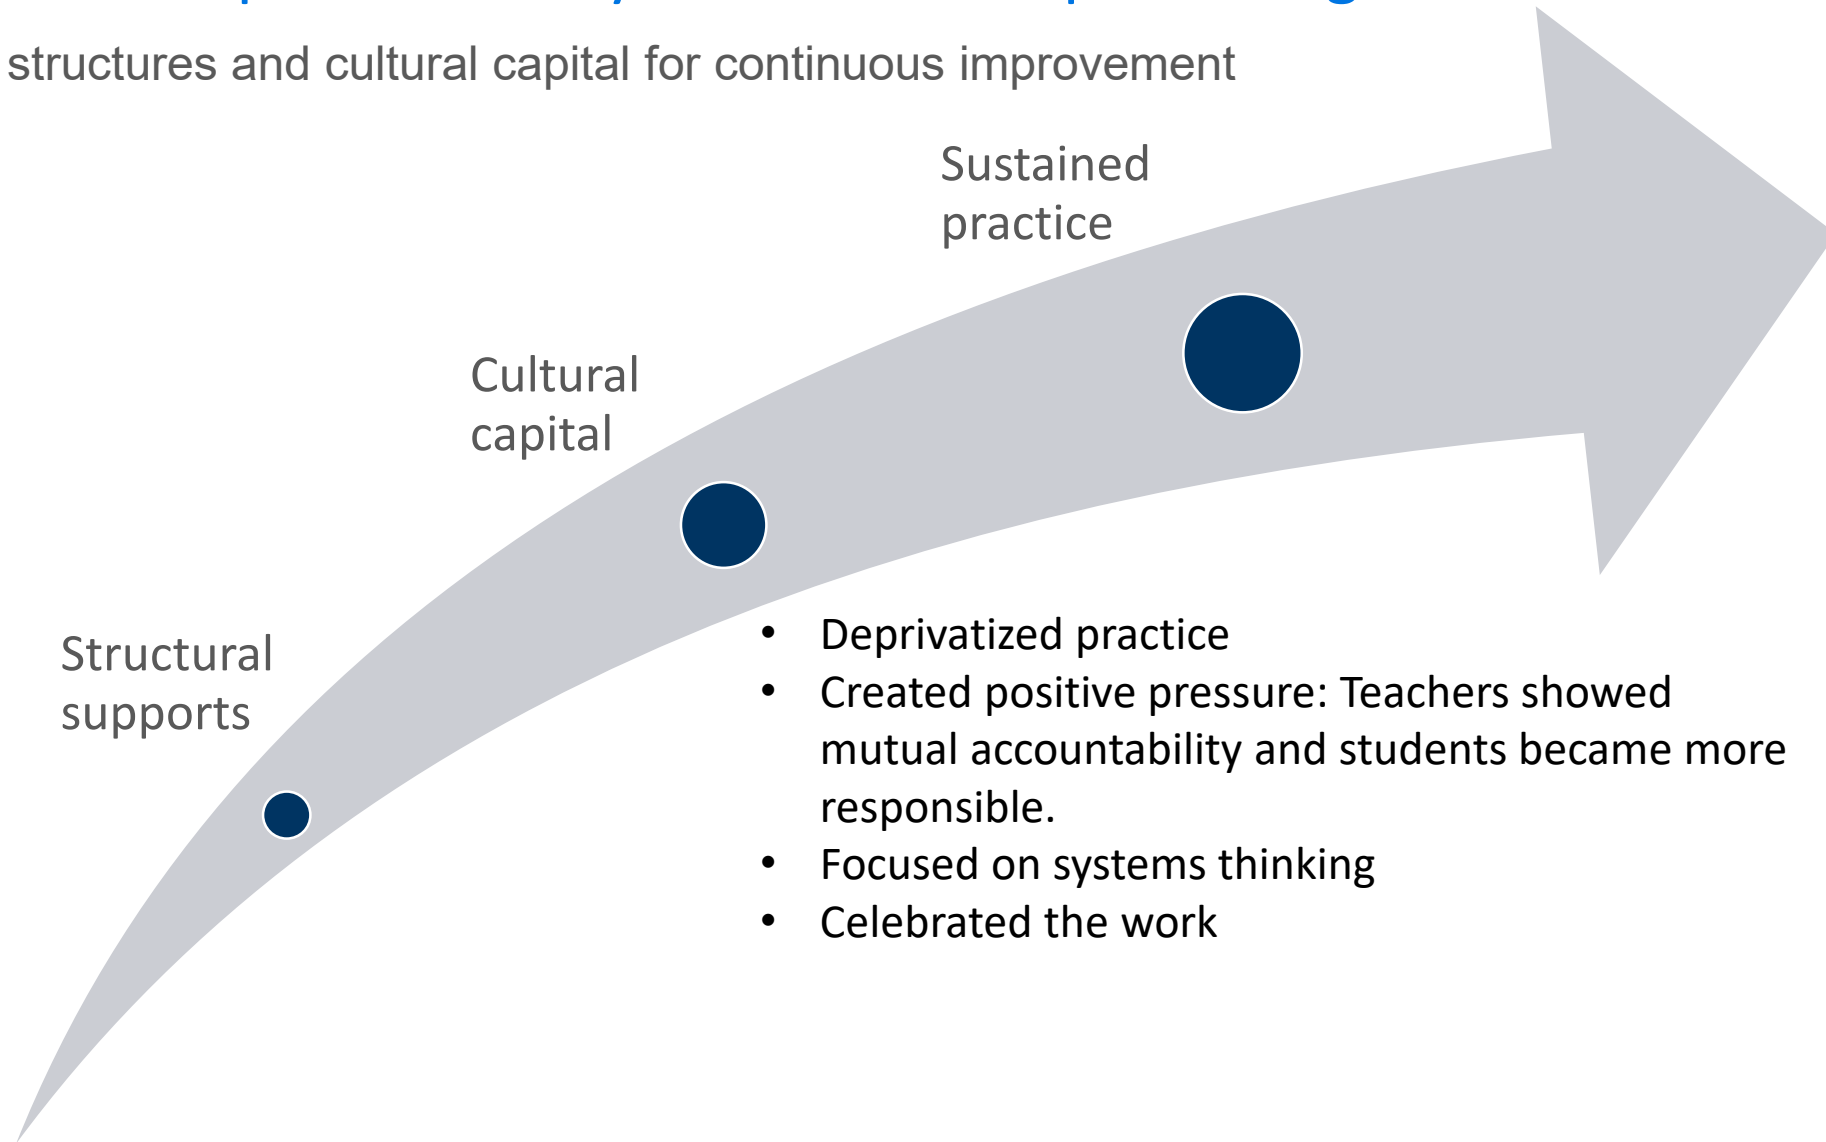 structures and cultural capital for continuous improvement
Sustained
practice
Cultural
capital
Structural
supports
• Deprivatized practice
• Created positive pressure: Teachers showed
mutual accountability and students became more
responsible.
• Focused on systems thinking
• Celebrated the work